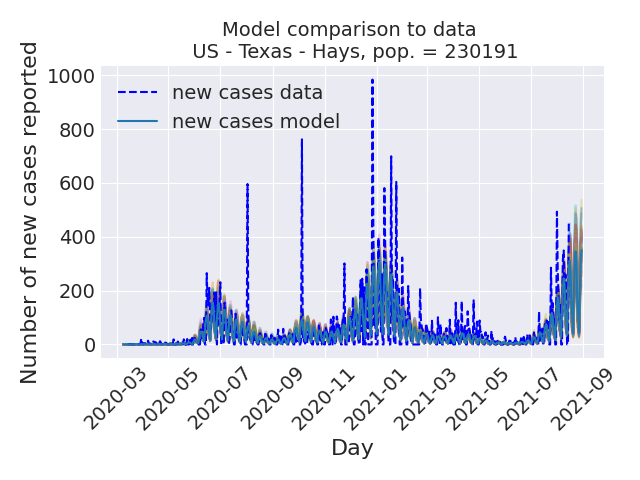 Model comparison to data
US - Texas - Hays, pop. = 230191
Number of new cases reported
1000
800
600
400
200
0
new cases data
new cases model
2020-03
2020-05
2020-07
2020-09
2020-11
2021-01
2021-03
2021-05
2021-07
2021-09
Day